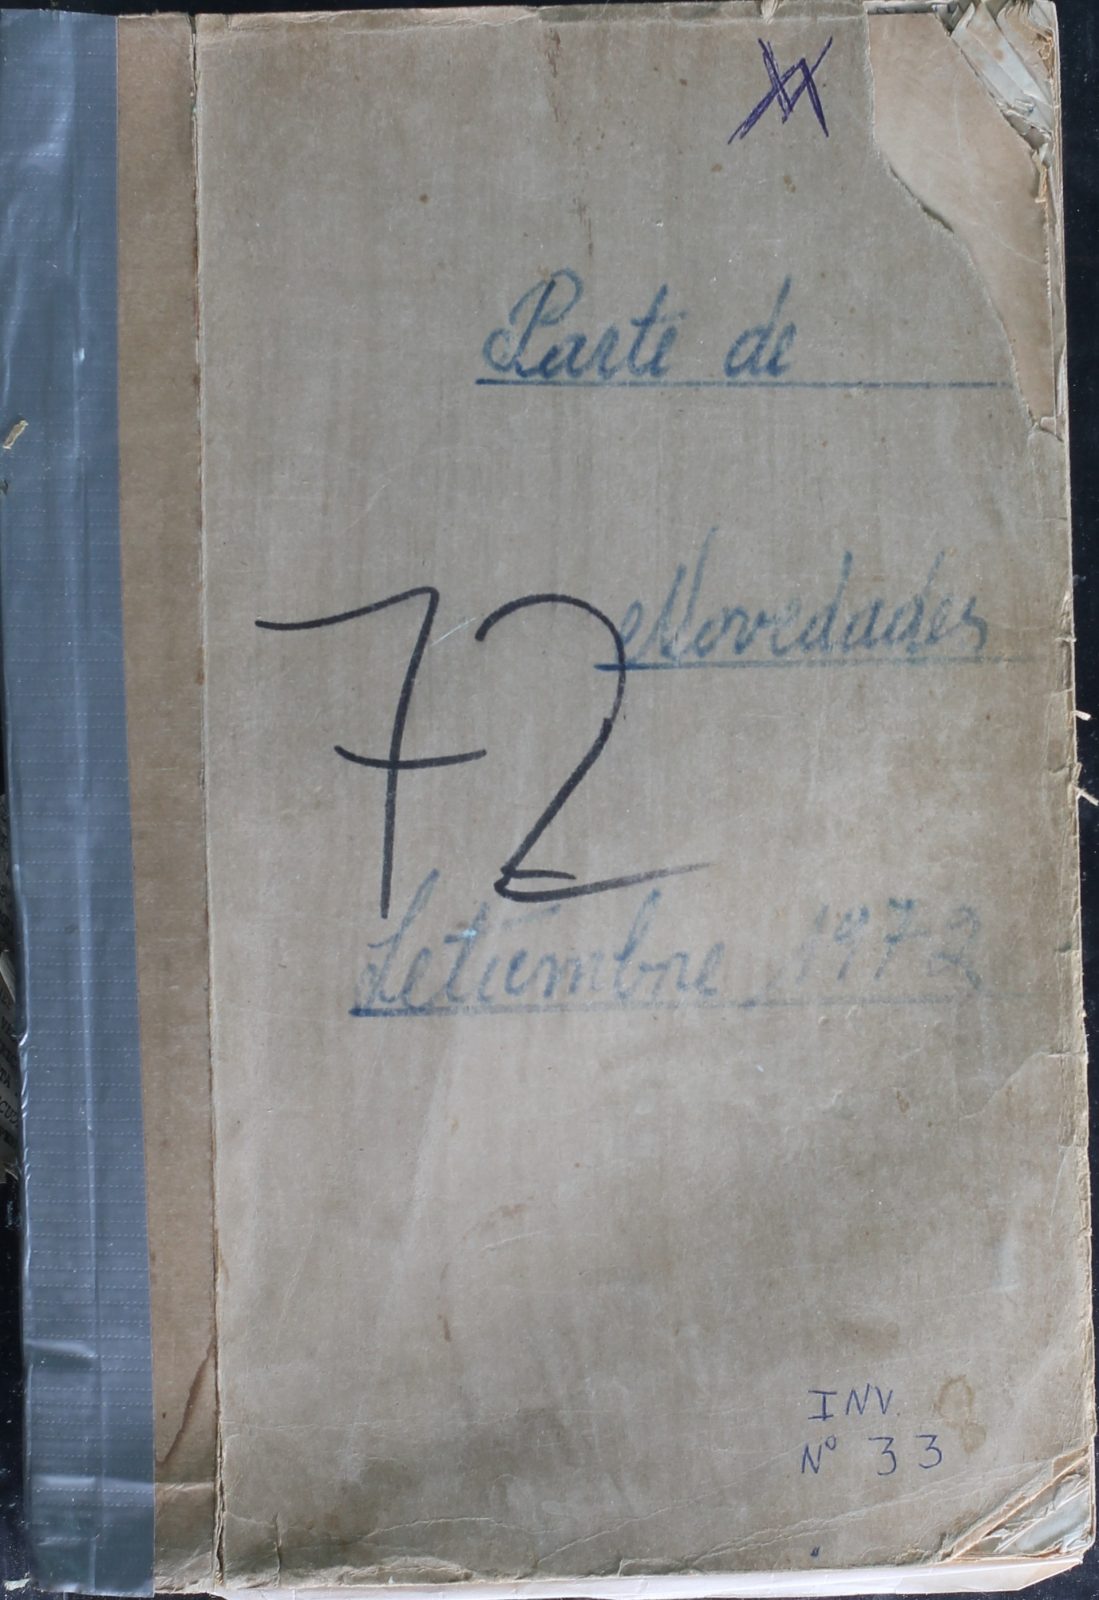 Parte de
Novedades
72
Setiembre 1972
INV.
Nº 33